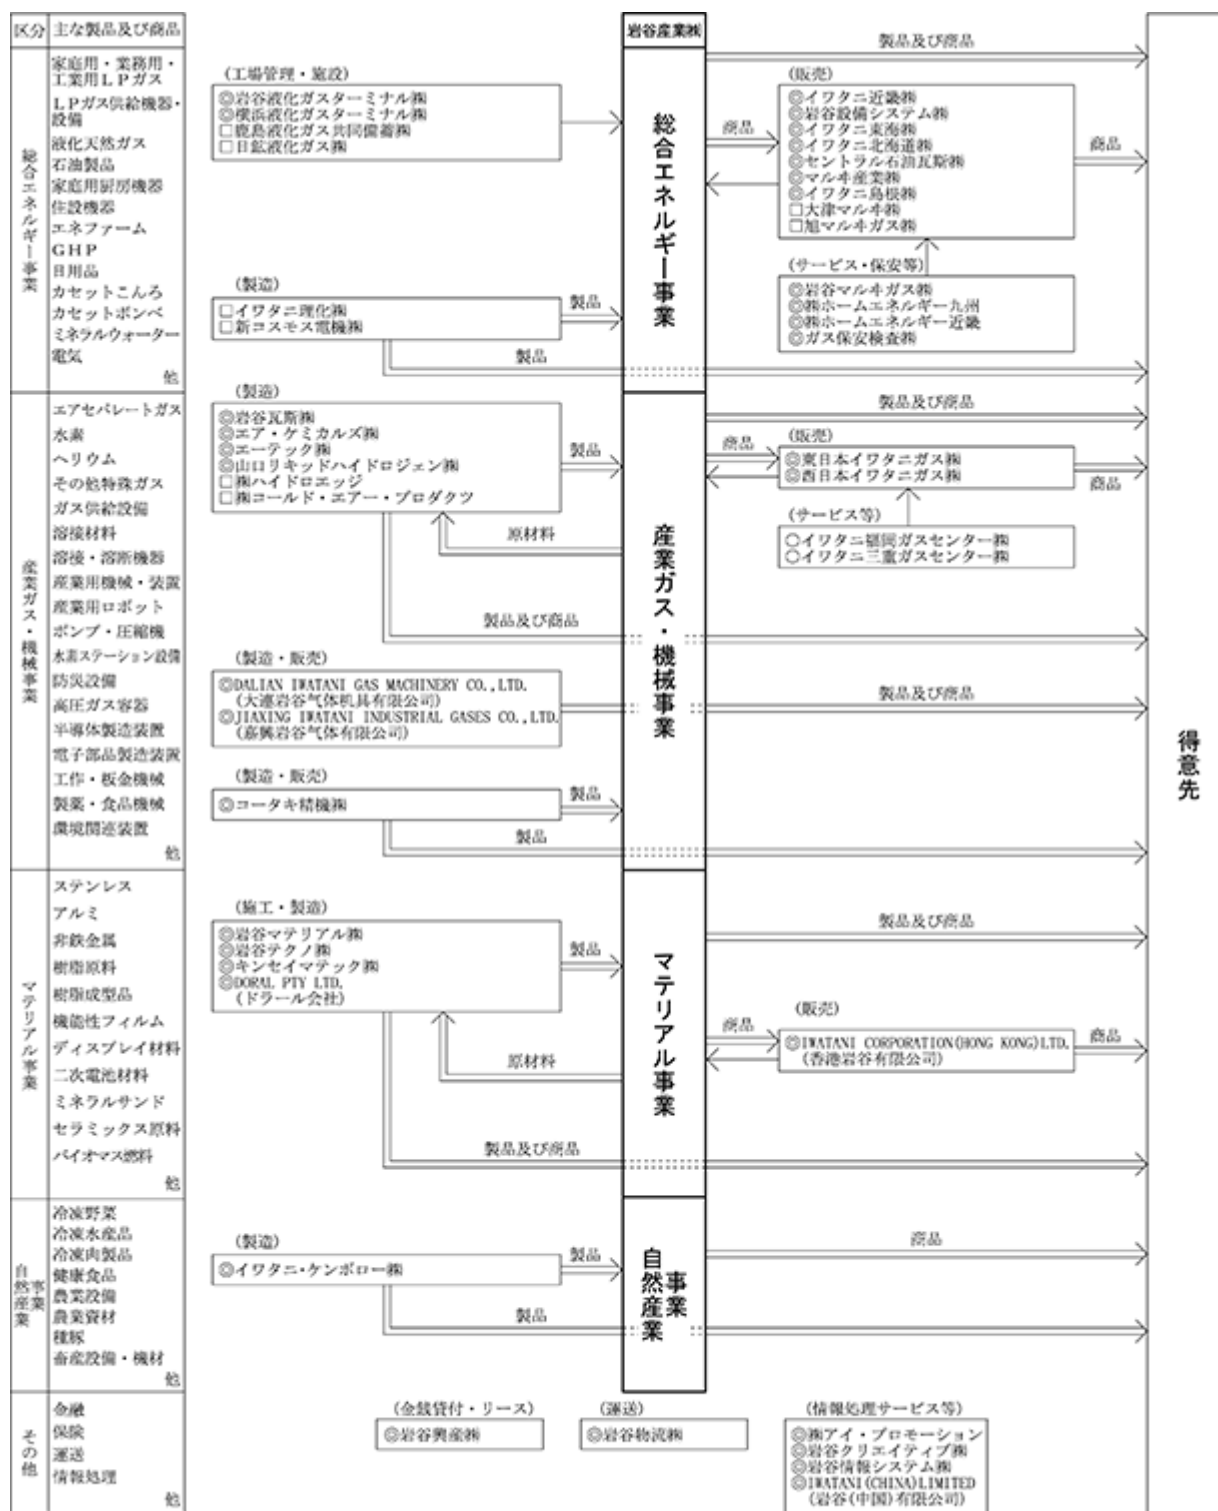 区分 主な製品及び商品 岩谷産業㈱
総合エネルギー事業
家庭用・業務用・
工業用ＬＰガス
ＬＰガス供給機器・
設備
液化天然ガス
石油製品
家庭用厨房機器
住設機器
エネファーム
ＧＨＰ
日用品
カセットこんろ
カセットボンベ
ミネラルウォーター
電気
他
(工場管理・施設)
◎岩谷液化ガスターミナル㈱
◎横浜液化ガスターミナル㈱
□鹿島液化ガス共同備蓄㈱
□日鉱液化ガス㈱
(製造)
□イワタニ理化㈱
□新コスモス電機㈱
製品
製品
総合エネルギー事業
製品及び商品
商品
(販売)
◎イワタニ近畿㈱
◎岩谷設備システム㈱
◎イワタニ東海㈱
◎イワタニ北海道㈱
◎セントラル石油瓦斯㈱
◎マルヰ産業㈱
◎イワタニ島根㈱
□大津マルヰ㈱
□旭マルヰガス㈱
商品
(サービス・保安等)
◎岩谷マルヰガス㈱
◎㈱ホームエネルギー九州
◎㈱ホームエネルギー近畿
◎ガス保安検査㈱
産業ガス・機械事業
エアセパレートガス
水素
ヘリウム
その他特殊ガス
ガス供給設備
溶接材料
溶接・溶断機器
産業用機械・装置
産業用ロボット
ポンプ・圧縮機
水素ステーション設備
防災設備
高圧ガス容器
半導体製造装置
電子部品製造装置
工作・板金機械
製薬・食品機械
環境関連装置
他
(製造)
◎岩谷瓦斯㈱
◎エア・ケミカルズ㈱
◎エーテック㈱
◎山口リキッドハイドロジェン㈱
□㈱ハイドロエッジ
□㈱コールド・エアー・プロダクツ
製品
原材料
製品及び商品
(製造・販売)
◎DALIAN IWATANI GAS MACHINERY CO.,LTD.
(大連岩谷气体机具有限公司)
◎JIAXING IWATANI INDUSTRIAL GASES CO.,LTD.
(嘉興岩谷气体有限公司)
(製造・販売)
◎コータキ精機㈱
製品
製品
産業ガス・機械事業
製品及び商品
商品
(販売)
◎東日本イワタニガス㈱
◎西日本イワタニガス㈱
商品
(サービス等)
○イワタニ福岡ガスセンター㈱
○イワタニ三重ガスセンター㈱
製品及び商品
得意先
マテリアル事業
ステンレス
アルミ
非鉄金属
樹脂原料
樹脂成型品
機能性フィルム
ディスプレイ材料
二次電池材料
ミネラルサンド
セラミックス原料
バイオマス燃料
他
(施工・製造)
◎岩谷マテリアル㈱
◎岩谷テクノ㈱
◎キンセイマテック㈱
◎DORAL PTY LTD.
(ドラール会社)
製品
原材料
製品及び商品
マテリアル事業
製品及び商品
商品
(販売)
◎IWATANI CORPORATION(HONG KONG)LTD.
(香港岩谷有限公司)
商品
自然産業事業
冷凍野菜
冷凍水産品
冷凍肉製品
健康食品
農業設備
農業資材
種豚
畜産設備・機材
他
(製造)
◎イワタニ・ケンボロー㈱
製品
製品
自然産業事業
商品
その他
金融
保険
運送
情報処理
他
(金銭貸付・リース)
◎岩谷興産㈱
(運送)
◎岩谷物流㈱
(情報処理サービス等)
◎㈱アイ・プロモーション
◎岩谷クリエイティブ㈱
◎岩谷情報システム㈱
◎IWATANI(CHINA)LIMITED
(岩谷(中国)有限公司)